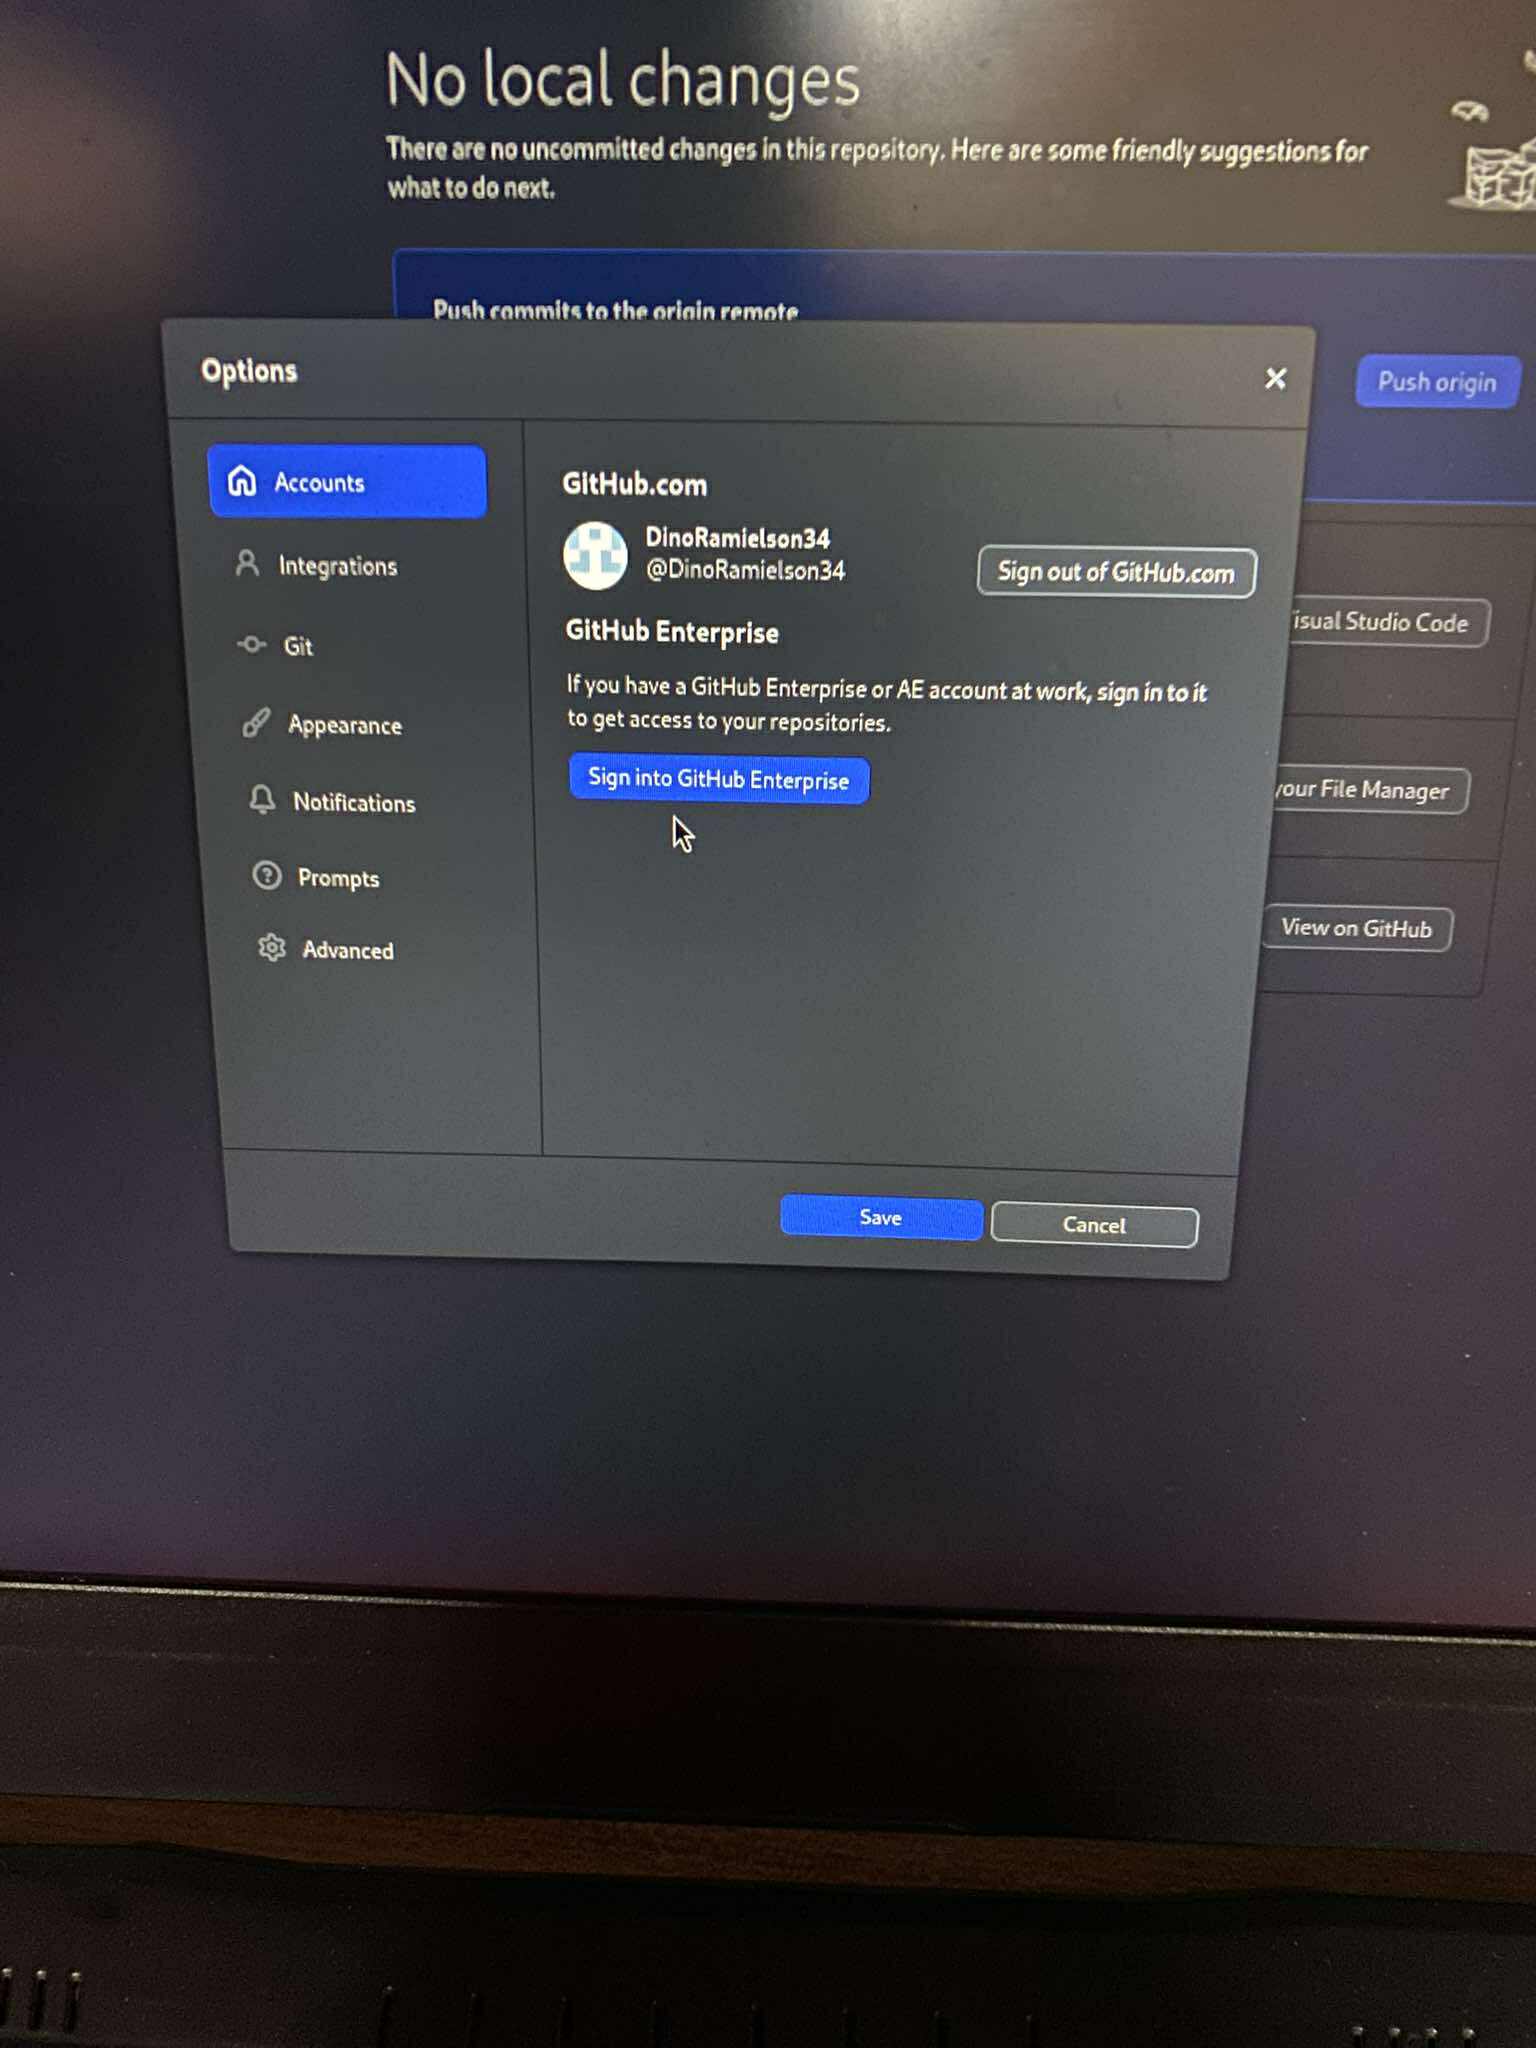 No local changes
There are no uncommitted changes in this repository. Here are some friendly suggestions for
what to do next.
Push commits to the origin remote
Push origin
Options
Accounts
Integrations
Git
Appearance
Notifications
Prompts
Advanced
GitHub.com
DinoRamielson34
@DinoRamielson34
Sign out of GitHub.com
GitHub Enterprise
If you have a GitHub Enterprise or AE account at work, sign in to it
to get access to your repositories.
Sign into GitHub Enterprise
Save
Cancel
Studio Code
your File Manager
View on GitHub